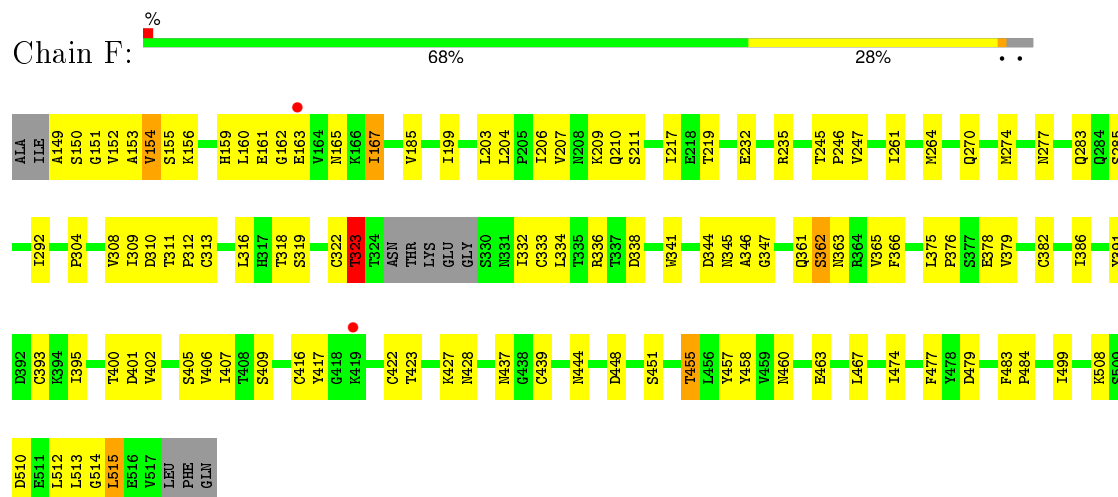 %
Chain F:
68% 28% • •
ALA ILE A149 S150 G151 V152 A153 V154 S155 K156 H159 L160 E161 G162 E163 V164 N165 K166 I167 V185 I199 L203 L204 P205 I206 V207 N208 K209 Q210 S211 I217 E218 T219 E232 R235 T245 P246 V247 I261 M264 Q270 M274 N277 Q283 Q284 S285
I292 P304 V308 I309 D310 T311 P312 C313 L316 H317 T318 S319 C322 T323 T324 ASN THR LYS GLU GLY S330 N331 I332 C333 L334 T335 R336 T337 D338 W341 D344 N345 A346 G347 Q361 S362 N363 R364 V365 F366 L375 P376 S377 E378 V379 C382 I386 Y391
D392 C393 K394 I395 T400 D401 V402 S405 V406 I407 T408 S409 C416 Y417 G418 K419 C422 T423 K427 N428 N437 G438 C439 N444 D448 S451 T455 L456 Y457 Y458 V459 N460 E463 L467 I474 F477 Y478 D479 F483 P484 I499 K508 S509
D510 E511 L512 L513 G514 L515 E516 V517 LEU PHE GLN